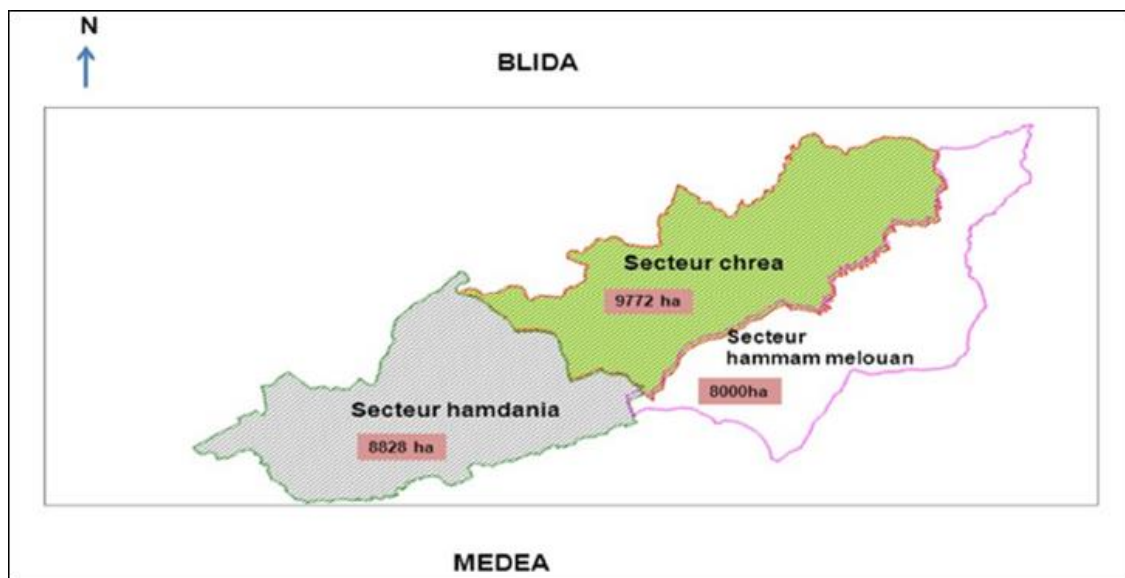 N
BLIDA
Secteur chrea
9772 ha
Secteur
hammam melouan
8000ha
Secteur hamdania
8828 ha
MEDEA